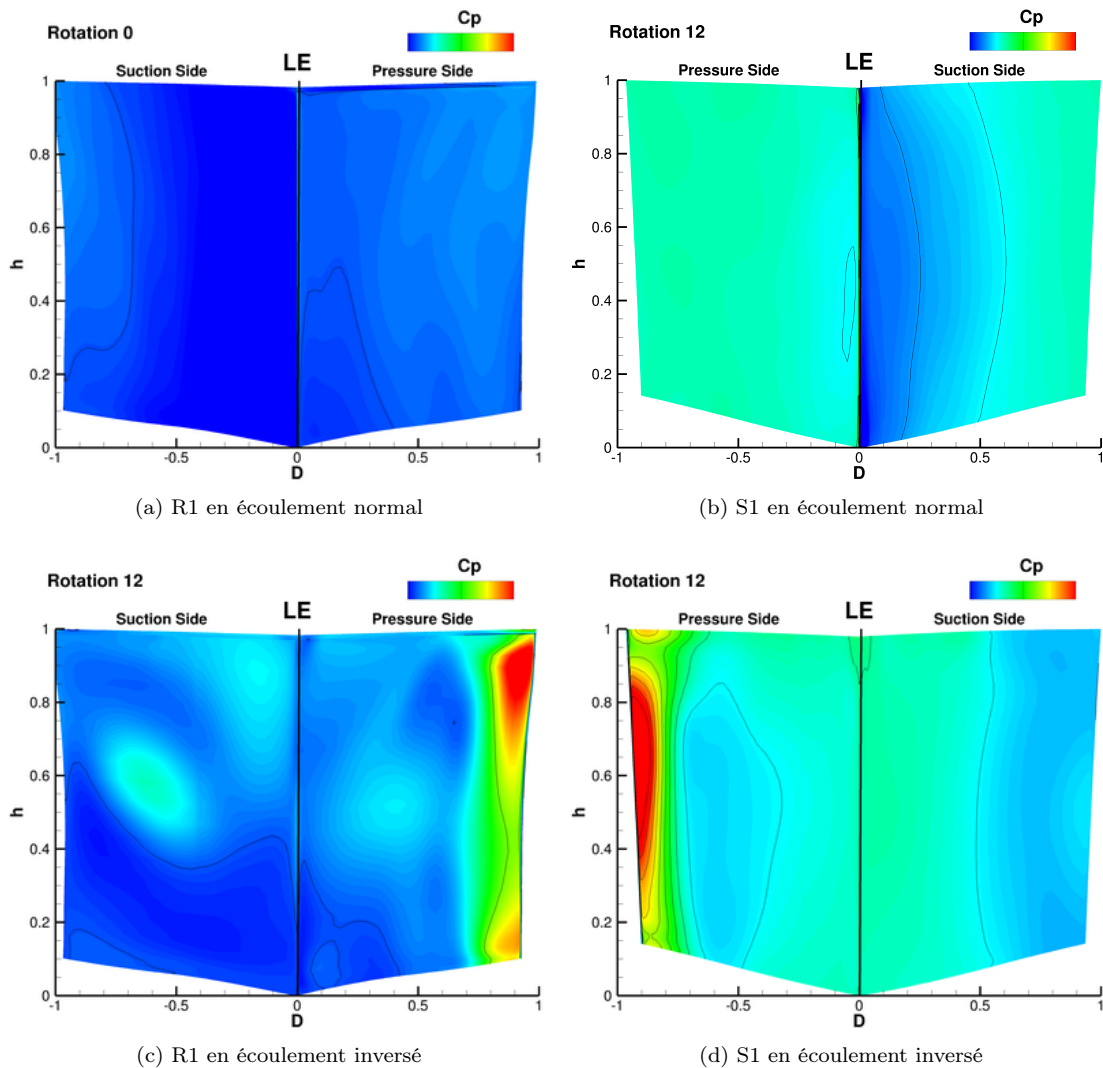 Rotation 0
Cp
Suction Side
LE
Pressure Side
1
0.8
0.6
h
0.4
0.2
0
-1
-0.5
0
0.5
1
D
(a) R1 en écoulement normal
Rotation 12
Cp
Pressure Side
LE
Suction Side
1
0.8
0.6
h
0.4
0.2
0
-1
-0.5
0
0.5
1
D
(b) S1 en écoulement normal
Rotation 12
Cp
Suction Side
LE
Pressure Side
1
0.8
0.6
h
0.4
0.2
0
-1
-0.5
0
0.5
1
D
(c) R1 en écoulement inversé
Rotation 12
Cp
Pressure Side
LE
Suction Side
1
0.8
0.6
h
0.4
0.2
0
-1
-0.5
0
0.5
1
D
(d) S1 en écoulement inversé